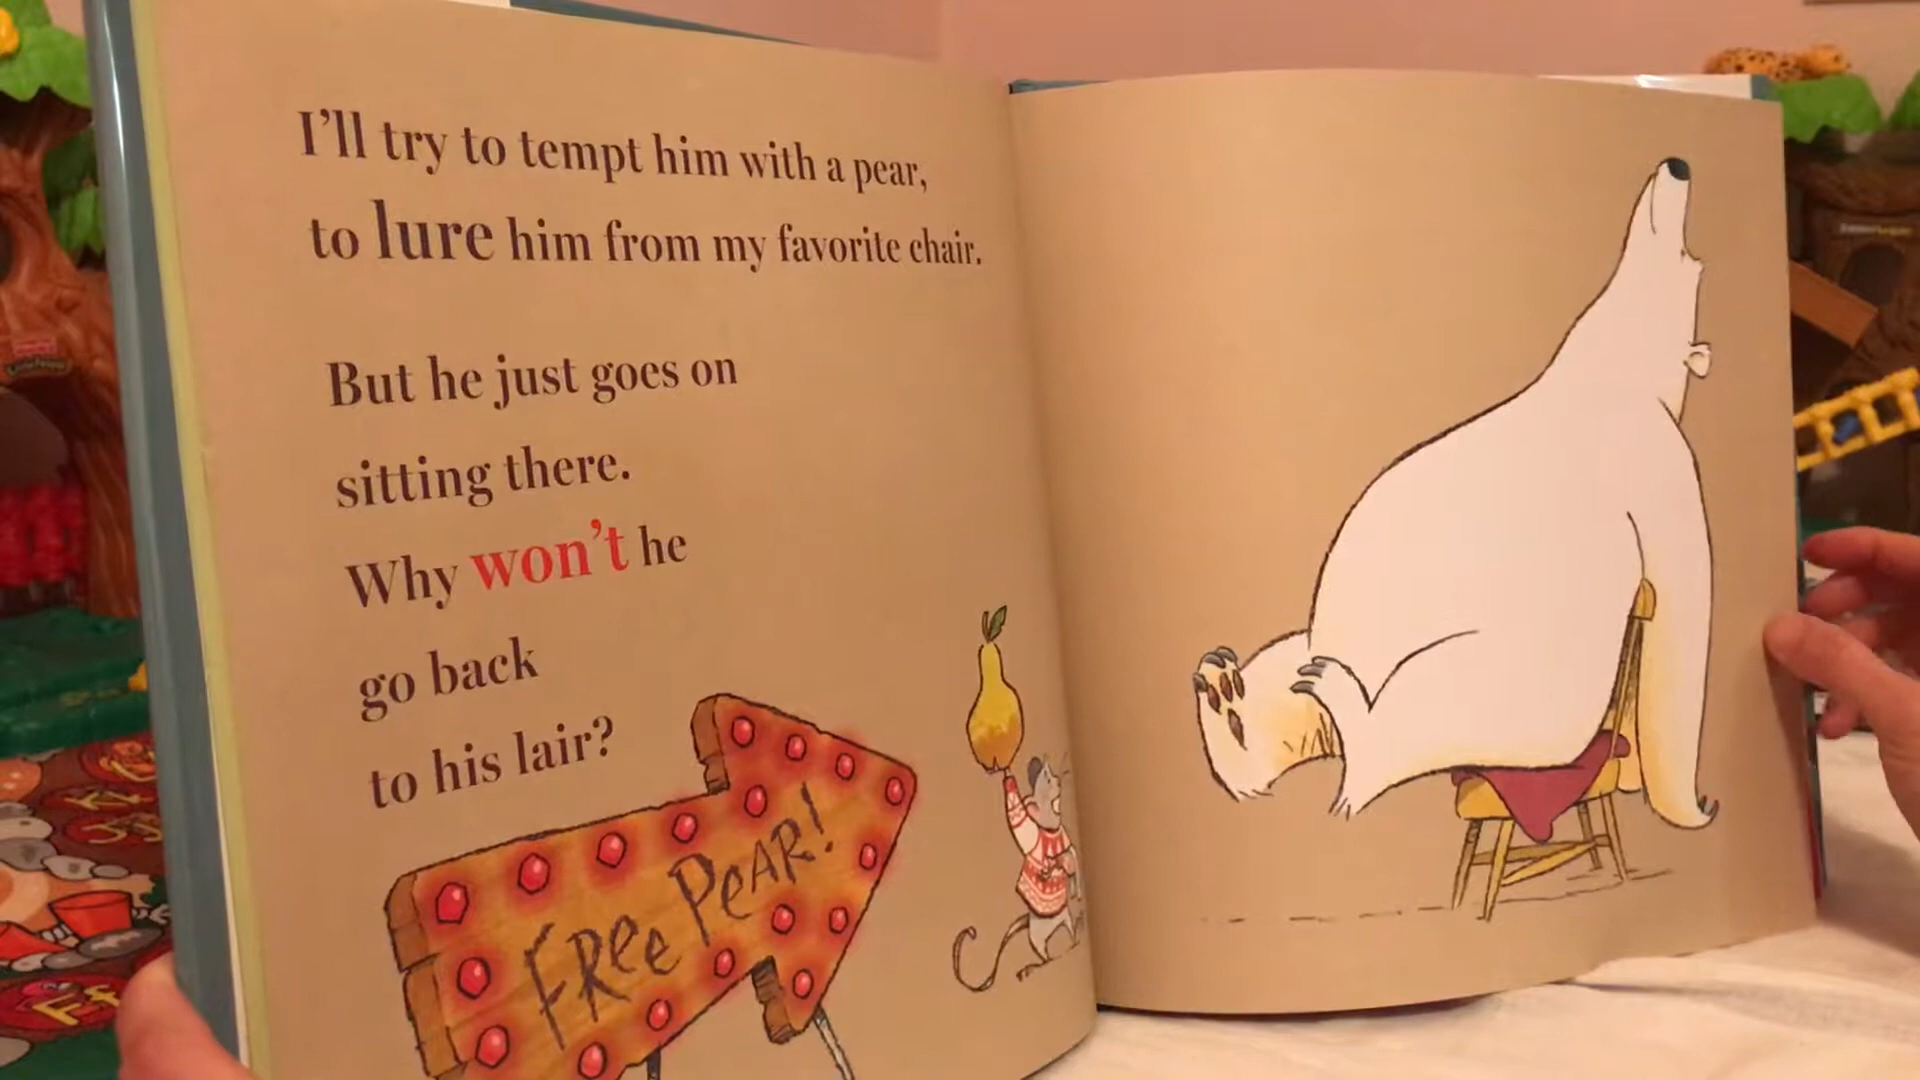 I'll try to tempt him with a pear,
to lure him from my favorite chair.
But he just goes on
sitting there.
Why won't he
go back
to his lair?
FRee PeAR!
Ff